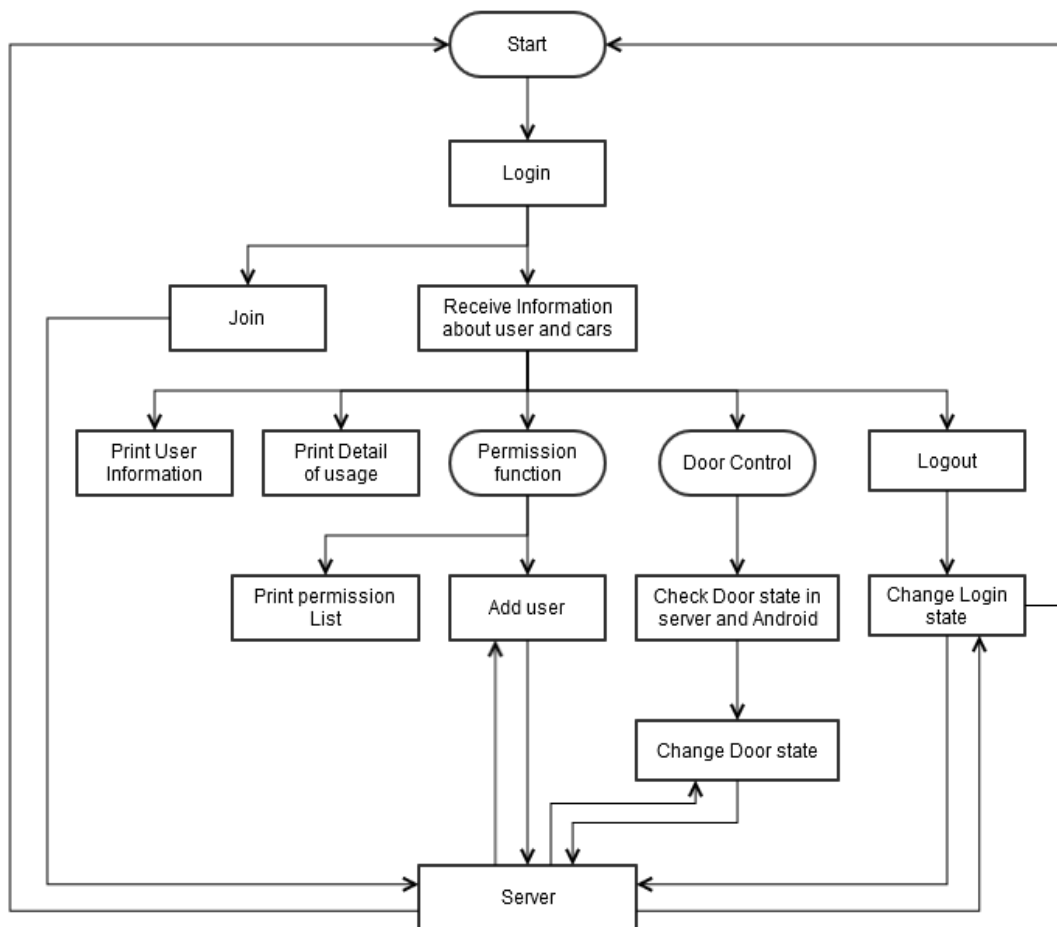 Start
Login
Join
Receive Information
about user and cars
Print User
Information
Print Detail
of usage
Permission
function
Door Control
Logout
Print permission
List
Add user
Check Door state in
server and Android
Change Login
state
Change Door state
Server